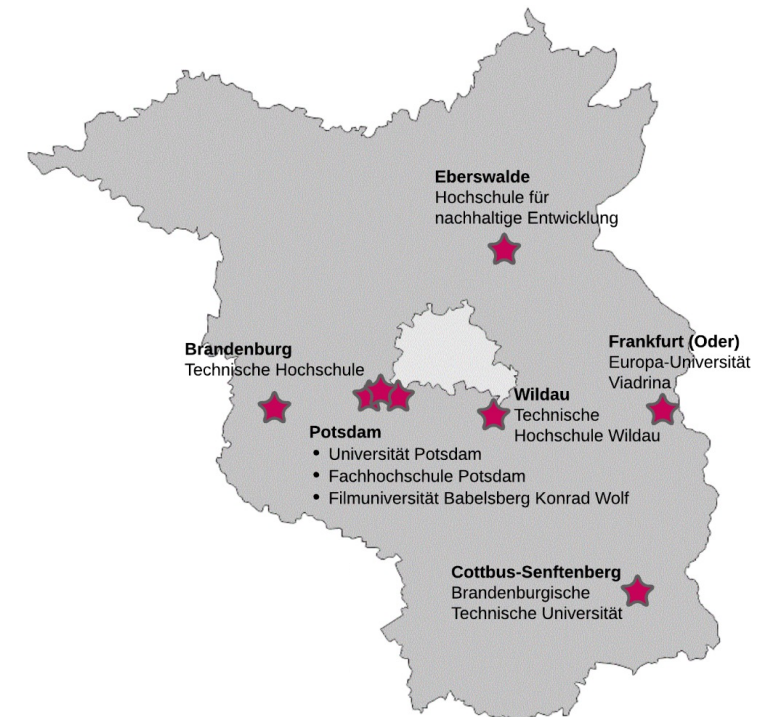 Eberswalde
Hochschule für
nachhaltige Entwicklung
Brandenburg
Technische Hochschule
Frankfurt (Oder)
Europa-Universität
Viadrina
Wildau
Technische
Hochschule Wildau
Potsdam
• Universität Potsdam
• Fachhochschule Potsdam
• Filmuniversität Babelsberg Konrad Wolf
Cottbus-Senftenberg
Brandenburgische
Technische Universität